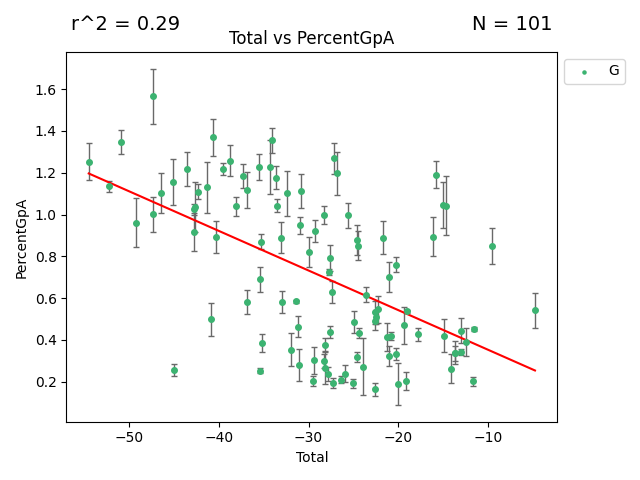 r^2 = 0.29 N = 101
Total vs PercentGpA
G
PercentGpA
1.6
1.4
1.2
1.0
0.8
0.6
0.4
0.2
−50 −40 −30 −20 −10
Total